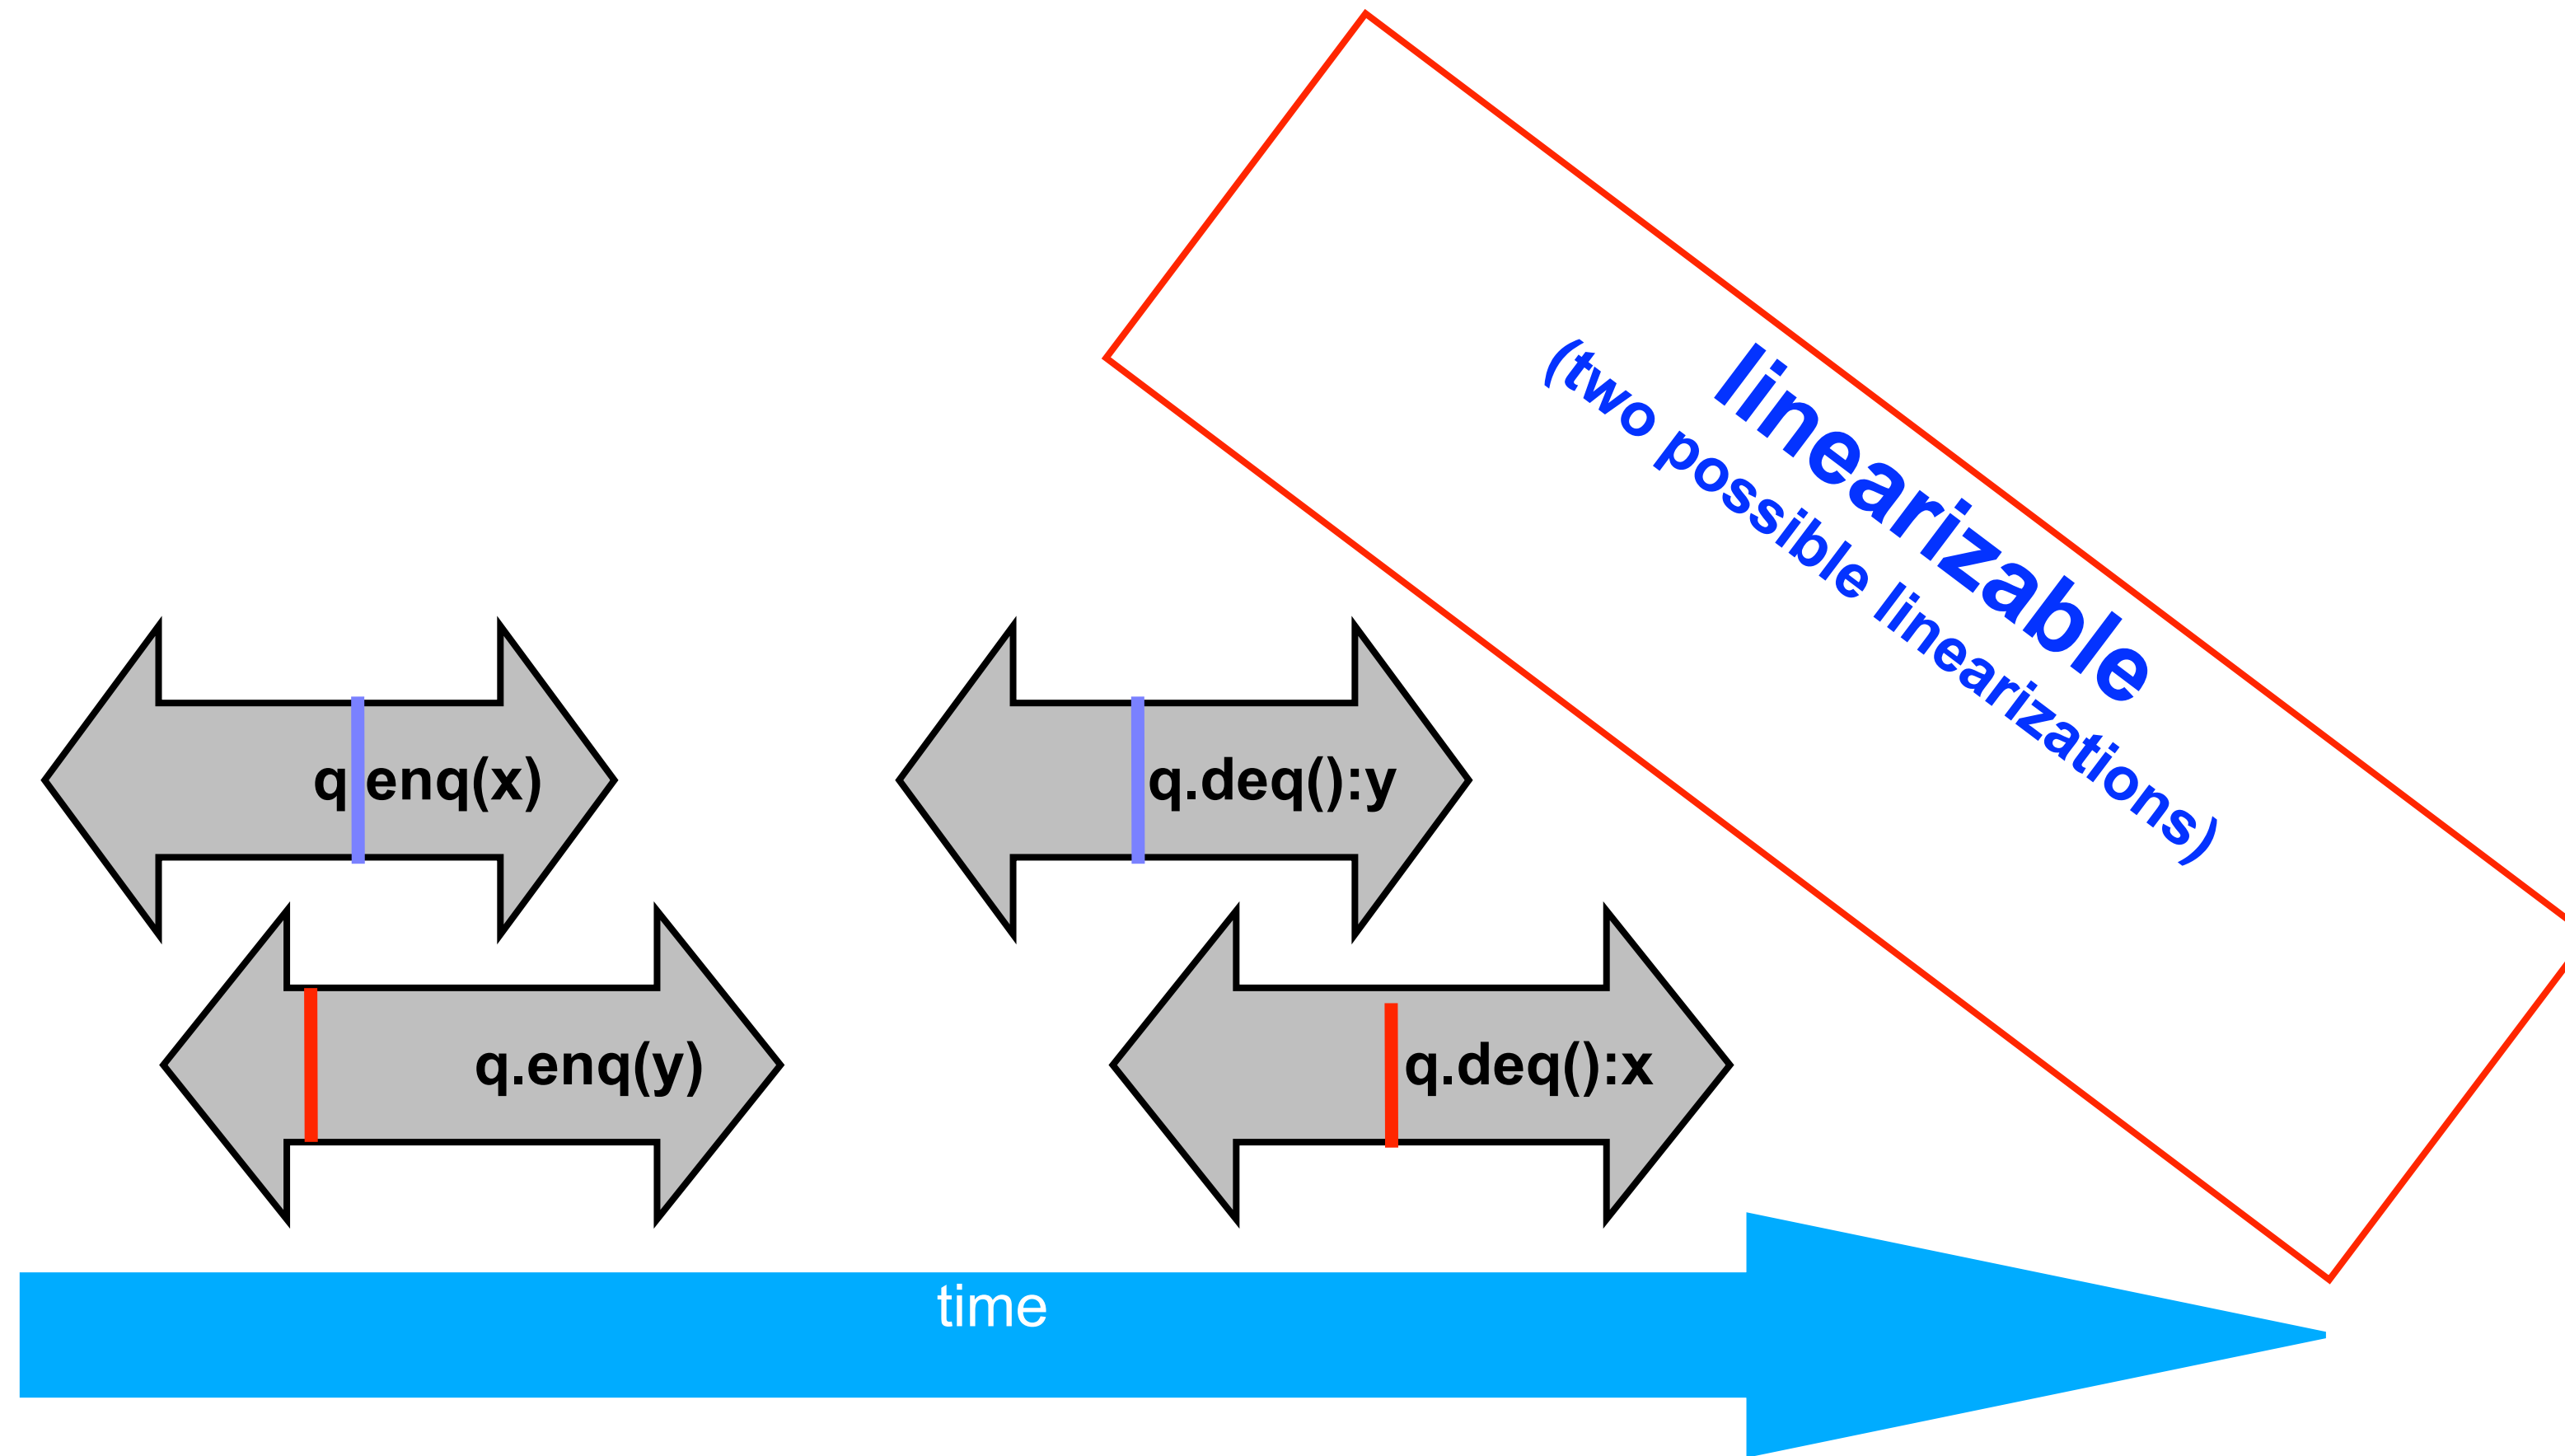 linearizable
(two possible linearizations)
q.enq(x)
q.deq():y
q.enq(y)
q.deq():x
time